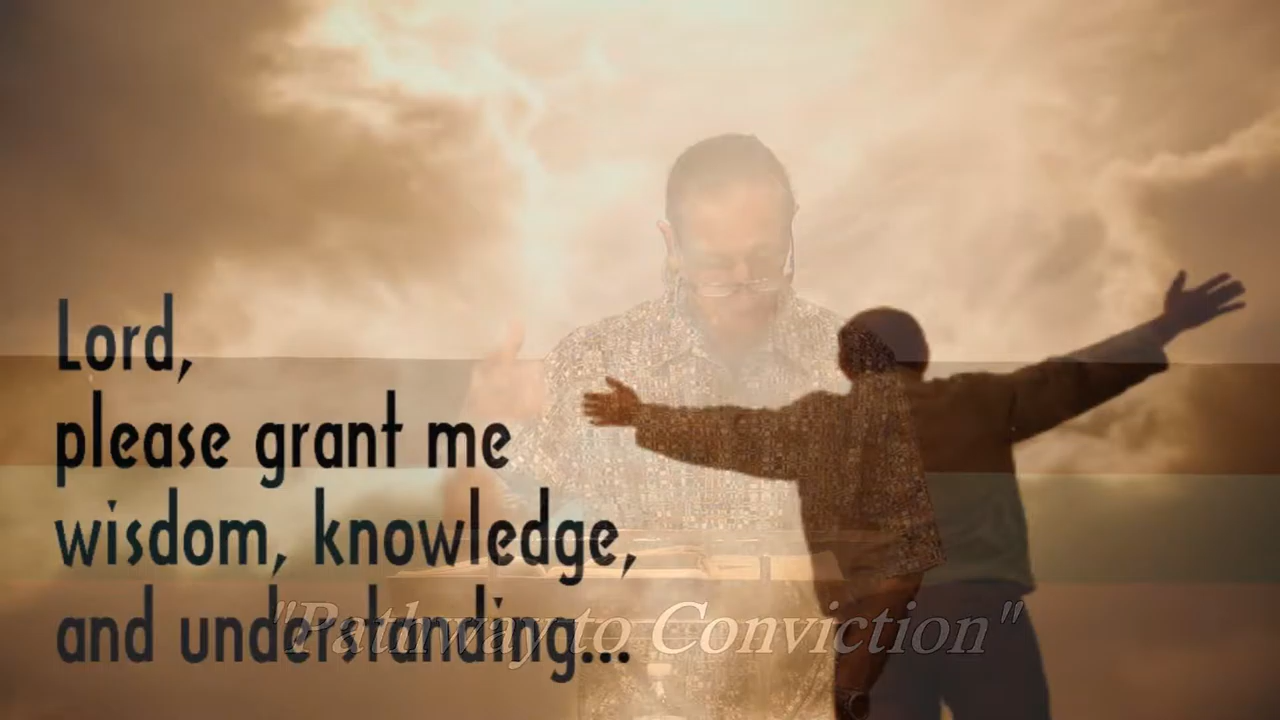 Lord,
please grant me
wisdom, knowledge,
and understanding...
"Pathway to Conviction"